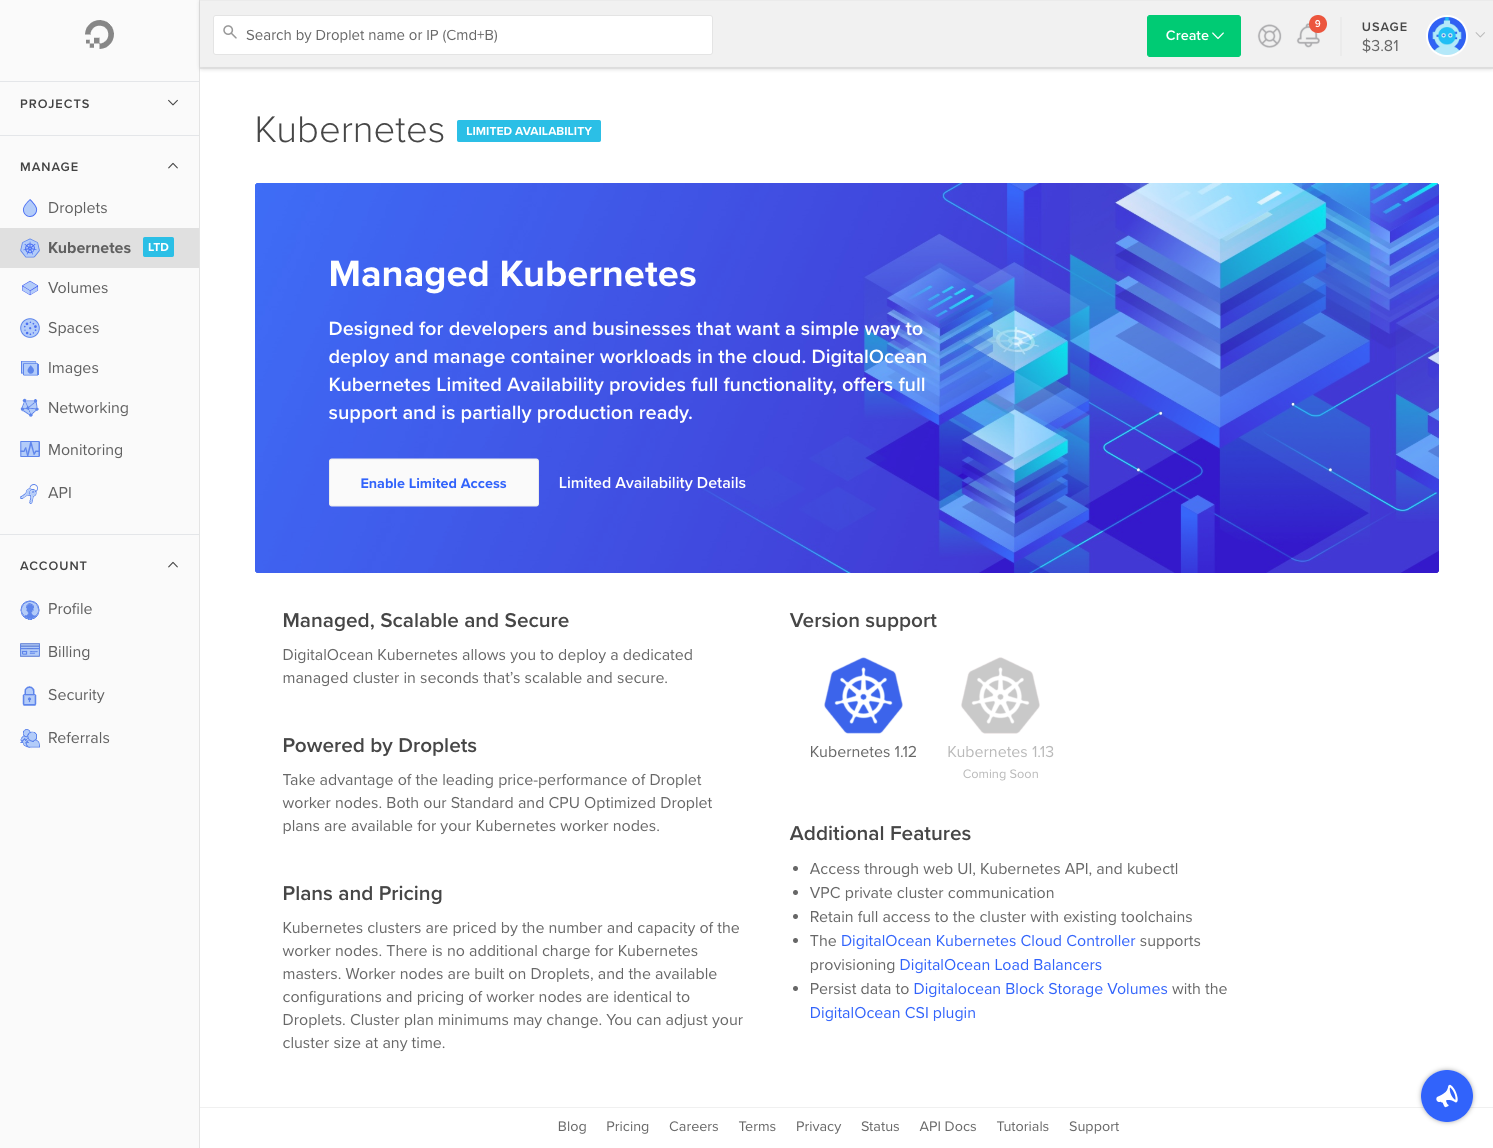 Search by Droplet name or IP (Cmd+B)
Create
9
USAGE
$3.81
PROJECTS
MANAGE
Droplets
Kubernetes LTD
Volumes
Spaces
Images
Networking
Monitoring
API
ACCOUNT
Profile
Billing
Security
Referrals
Kubernetes LIMITED AVAILABILITY
Managed Kubernetes
Designed for developers and businesses that want a simple way to
deploy and manage container workloads in the cloud. DigitalOcean
Kubernetes Limited Availability provides full functionality, offers full
support and is partially production ready.
Enable Limited Access
Limited Availability Details
Managed, Scalable and Secure
DigitalOcean Kubernetes allows you to deploy a dedicated
managed cluster in seconds that’s scalable and secure.
Powered by Droplets
Take advantage of the leading price-performance of Droplet
worker nodes. Both our Standard and CPU Optimized Droplet
plans are available for your Kubernetes worker nodes.
Plans and Pricing
Kubernetes clusters are priced by the number and capacity of the
worker nodes. There is no additional charge for Kubernetes
masters. Worker nodes are built on Droplets, and the available
configurations and pricing of worker nodes are identical to
Droplets. Cluster plan minimums may change. You can adjust your
cluster size at any time.
Version support
Kubernetes 1.12
Kubernetes 1.13
Coming Soon
Additional Features
• Access through web UI, Kubernetes API, and kubectl
• VPC private cluster communication
• Retain full access to the cluster with existing toolchains
• The DigitalOcean Kubernetes Cloud Controller supports
provisioning DigitalOcean Load Balancers
• Persist data to Digitalocean Block Storage Volumes with the
DigitalOcean CSI plugin
Blog Pricing Careers Terms Privacy Status API Docs Tutorials Support